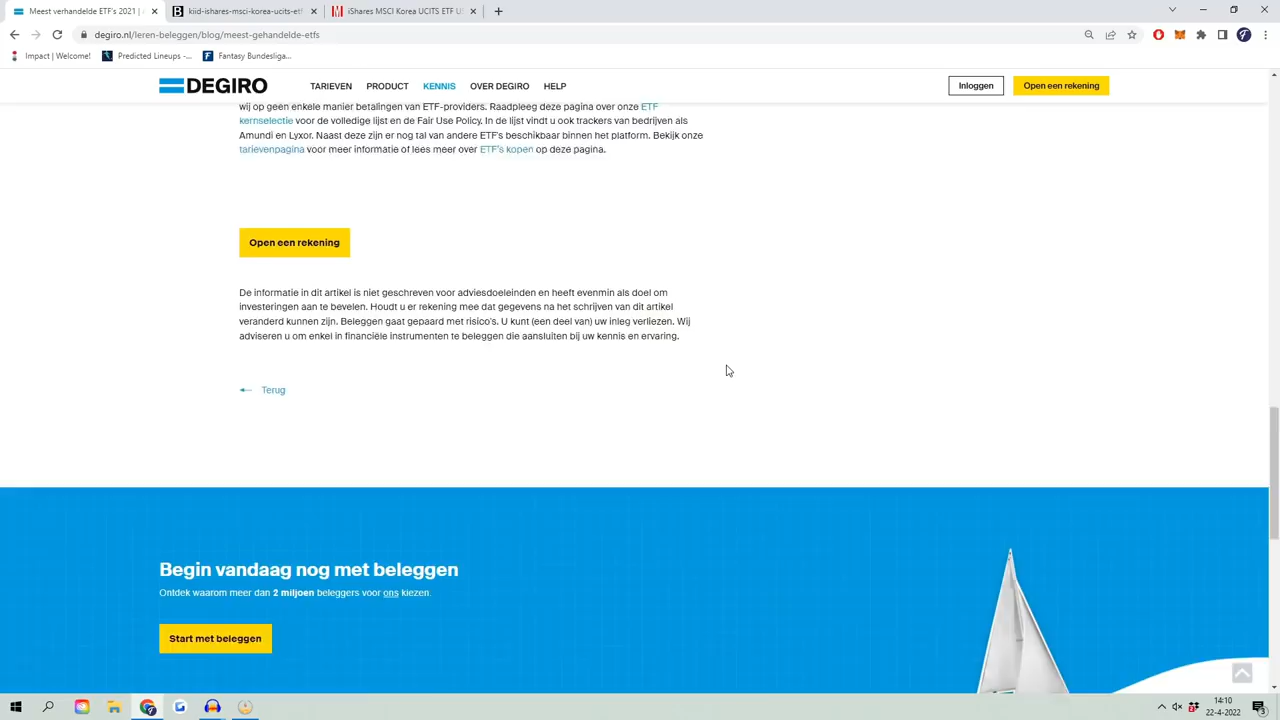 Meest verhandelde ETF's 2021 |
kiid-ishares-msci-korea-ucits-etf
iShares MSCI Korea UCITS ETF U
degiro.nl/leren-beleggen/blog/meest-gehandelde-etfs
Impact | Welcome!
Predicted Lineups -...
Fantasy Bundesliga...
DEGIRO
TARIEVEN
PRODUCT
KENNIS
OVER DEGIRO
HELP
Inloggen
Open een rekening
wij op geen enkele manier betalingen van ETF-providers. Raadpleeg deze pagina over onze ETF
kernselectie voor de volledige lijst en de Fair Use Policy. In de lijst vindt u ook trackers van bedrijven als
Amundi en Lyxor. Naast deze zijn er nog tal van andere ETF's beschikbaar binnen het platform. Bekijk onze
tarievenpagina voor meer informatie of lees meer over ETF's kopen op deze pagina.
Open een rekening
De informatie in dit artikel is niet geschreven voor adviesdoeleinden en heeft evenmin als doel om
investeringen aan te bevelen. Houdt u er rekening mee dat gegevens na het schrijven van dit artikel
veranderd kunnen zijn. Beleggen gaat gepaard met risico's. U kunt (een deel van) uw inleg verliezen. Wij
adviseren u om enkel in financiële instrumenten te beleggen die aansluiten bij uw kennis en ervaring.
Terug
Begin vandaag nog met beleggen
Ontdek waarom meer dan 2 miljoen beleggers voor ons kiezen.
Start met beleggen
14:10
22-4-2022